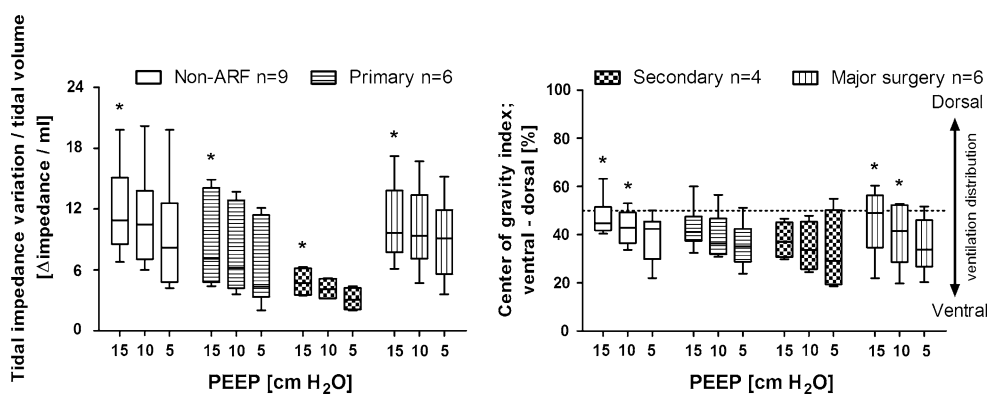 Tidal impedance variation / tidal volume
[Δimpedance / ml]
Non-ARF n=9
Primary n=6
24
18
12
6
0
* * * *
15 10 5 15 10 5 15 10 5 15 10 5
PEEP [cm H2O]
Center of gravity index;
ventral - dorsal [%]
Secondary n=4
Major surgery n=6
100
80
60
40
20
0
* * * *
15 10 5 15 10 5 15 10 5 15 10 5
PEEP [cm H2O]
Dorsal
ventilation distribution
Ventral